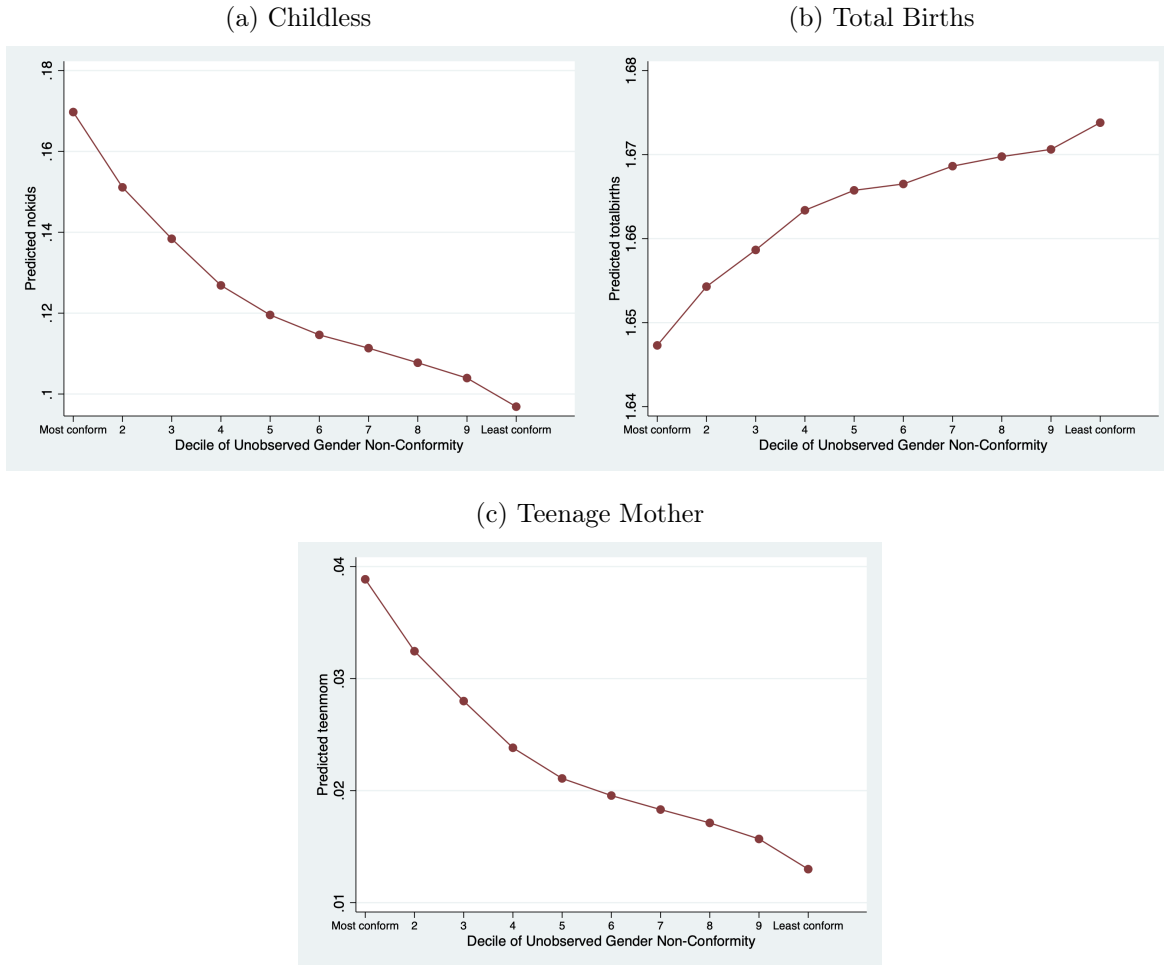 (a) Childless
Predicted nokids
.18
.16
.14
.12
.1
Most conform 2 3 4 5 6 7 8 9 Least conform
Decile of Unobserved Gender Non-Conformity
(b) Total Births
Predicted totalbirths
1.68
1.67
1.66
1.65
1.64
Most conform 2 3 4 5 6 7 8 9 Least conform
Decile of Unobserved Gender Non-Conformity
(c) Teenage Mother
Predicted teenmom
.04
.03
.02
.01
Most conform 2 3 4 5 6 7 8 9 Least conform
Decile of Unobserved Gender Non-Conformity